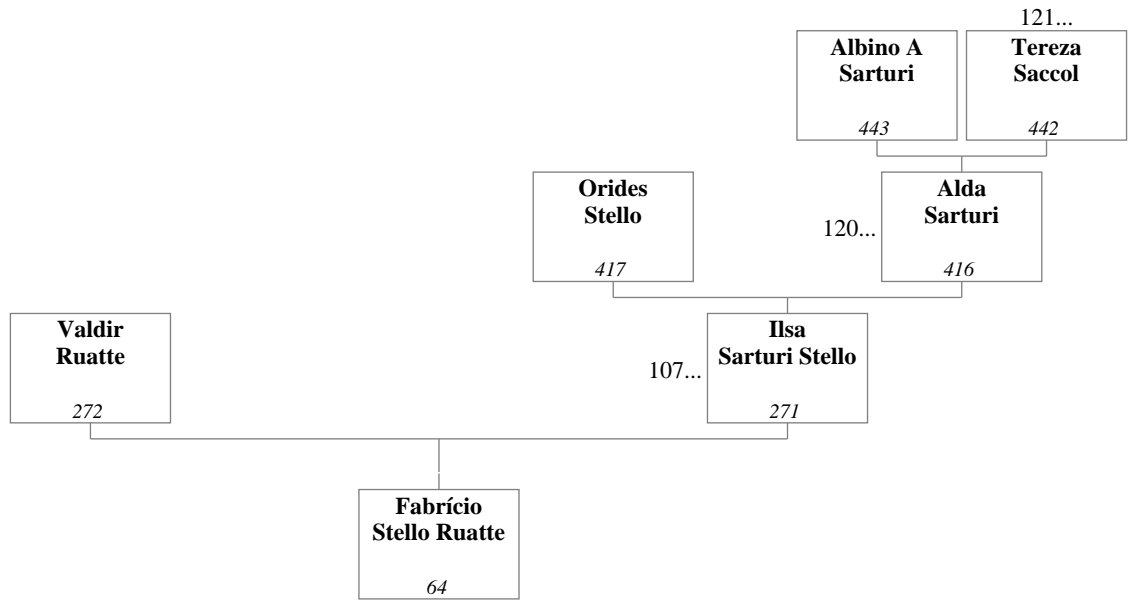 121...
Albino A
Sarturi
443
Tereza
Saccol
442
Orides
Stello
417
120...
Alda
Sarturi
416
Valdir
Ruatte
272
107...
Ilsa
Sarturi Stello
271
Fabrício
Stello Ruatte
64